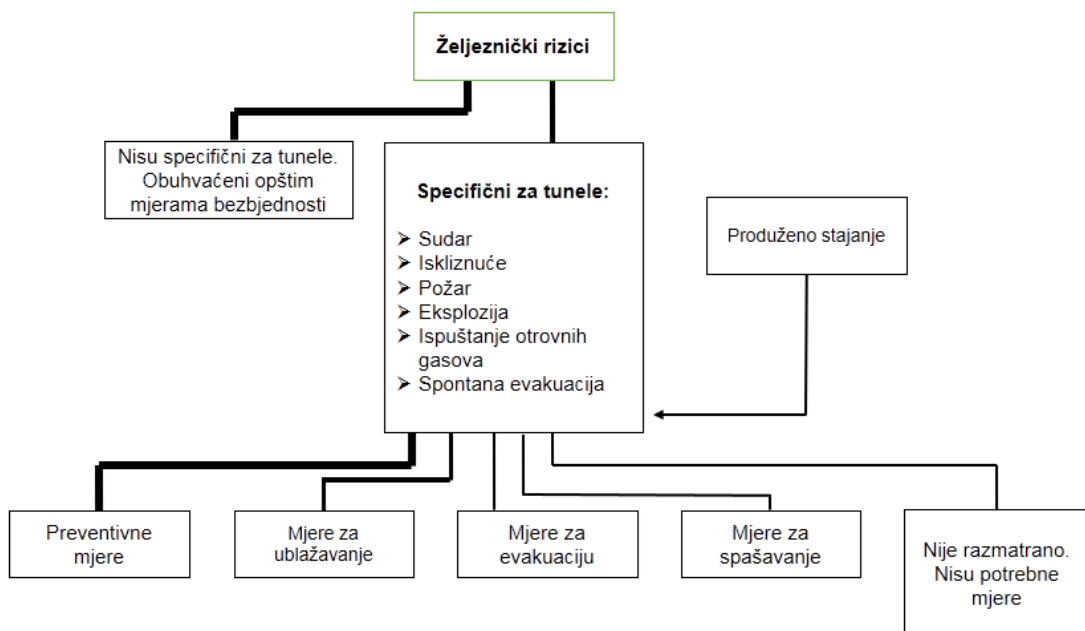 Željeznički rizici
Nisu specifični za tunele.
Obuhvaćeni opštim
mjerama bezbjednosti
Specifični za tunele:
➤ Sudar
➤ Iskliznuće
➤ Požar
➤ Eksplozija
➤ Ispuštanje otrovnih
gasova
➤ Spontana evakuacija
Produženo stajanje
Preventivne
mjere
Mjere za
ublažavanje
Mjere za
evakuaciju
Mjere za
spašavanje
Nije razmatrano.
Nisu potrebne
mjere